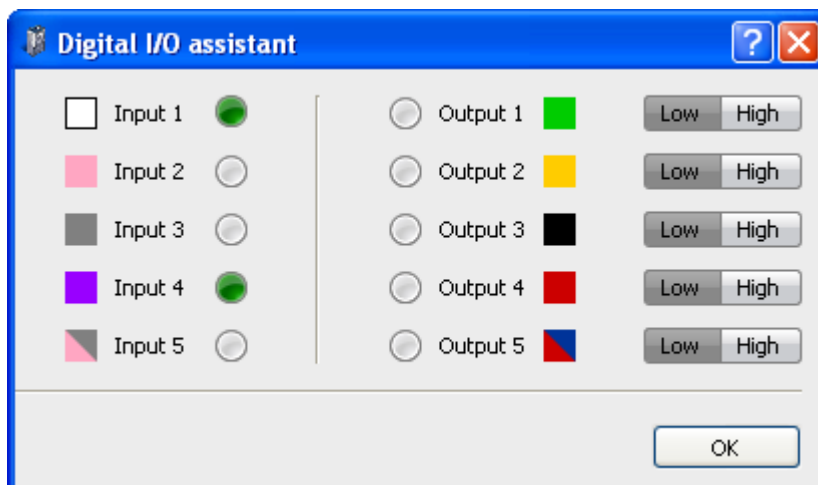 Digital I/O assistant
Input 1 Output 1 Low High
Input 2 Output 2 Low High
Input 3 Output 3 Low High
Input 4 Output 4 Low High
Input 5 Output 5 Low High
OK